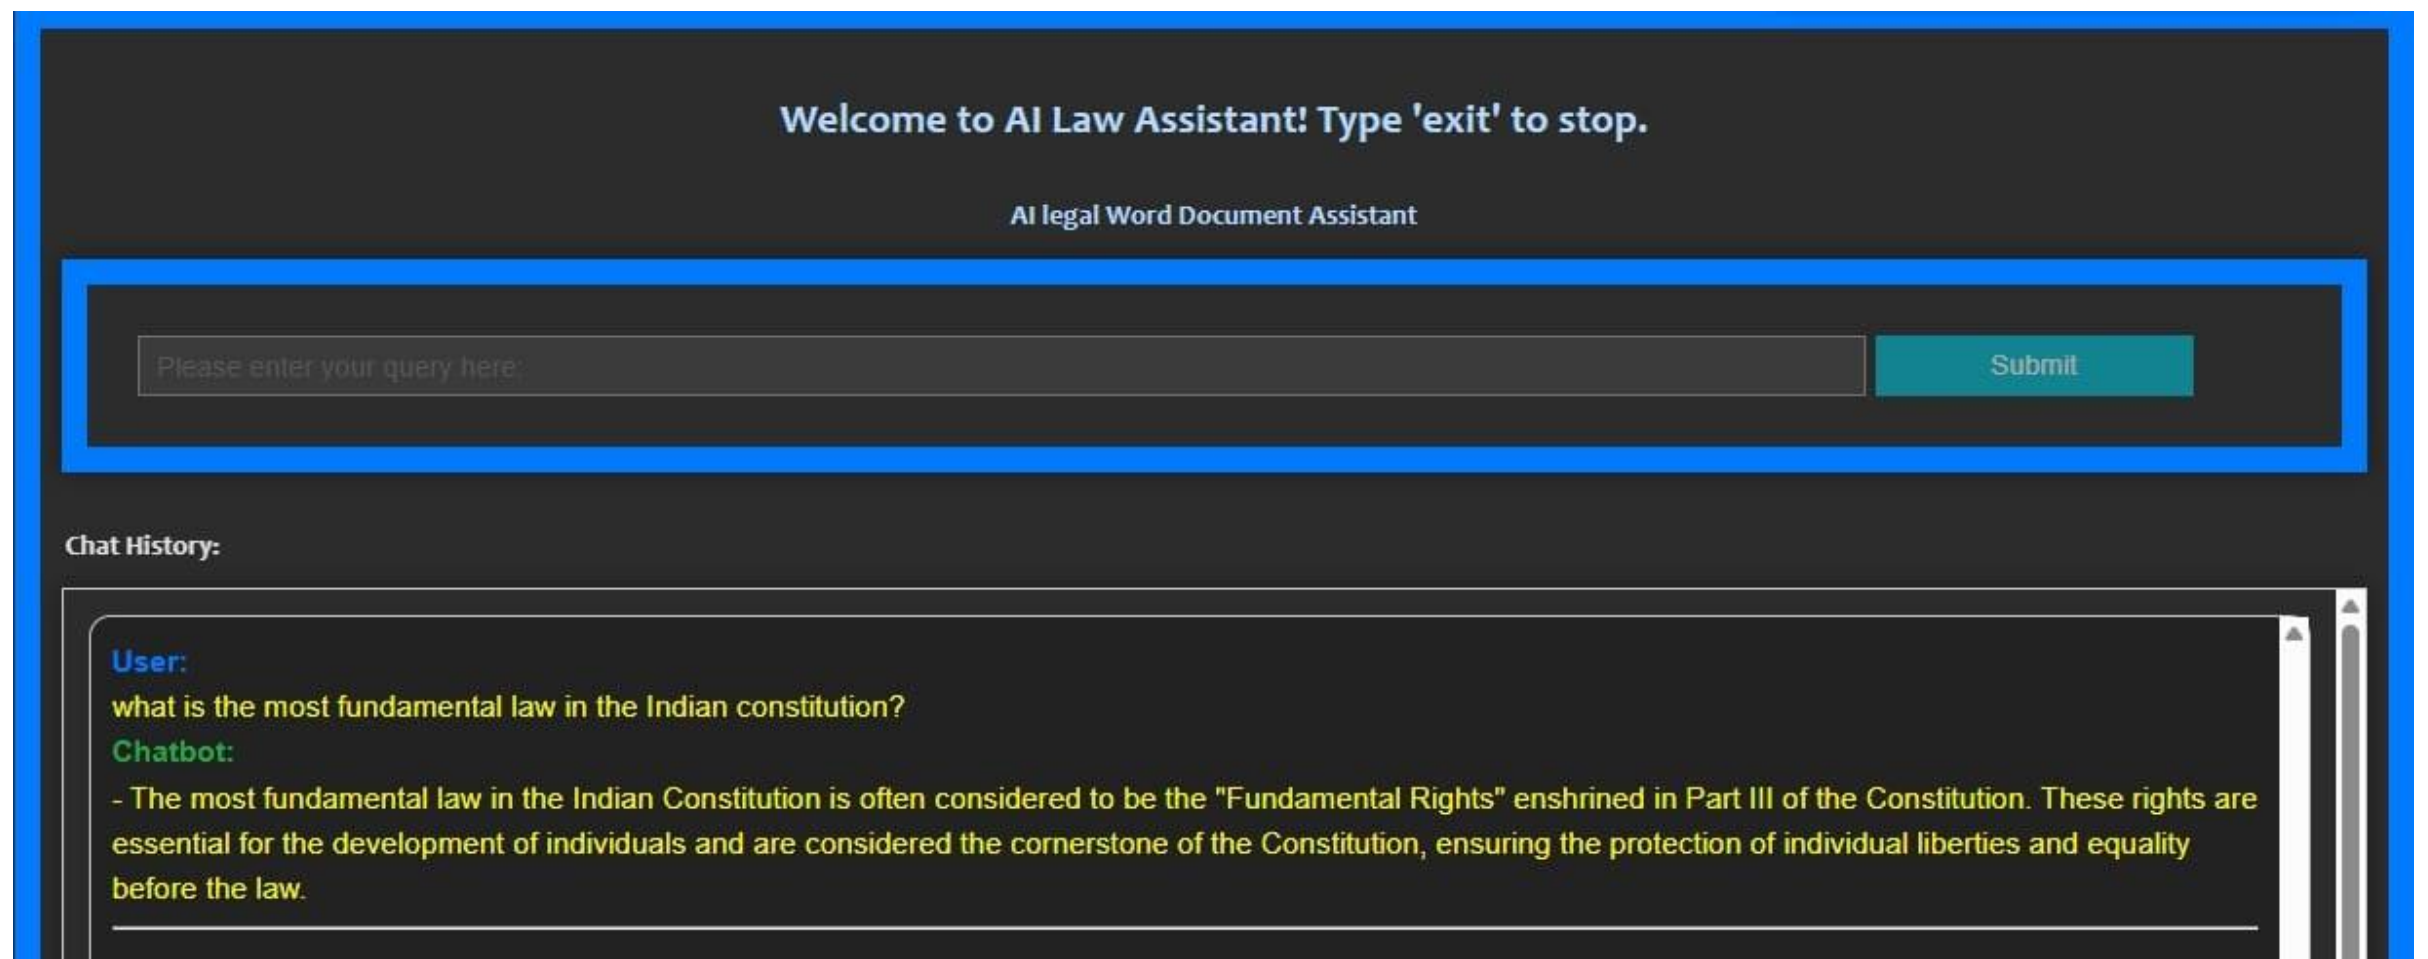 Welcome to AI Law Assistant! Type 'exit' to stop.
AI legal Word Document Assistant
Please enter your query here:
Submit
Chat History:
User:
what is the most fundamental law in the Indian constitution?
Chatbot:
- The most fundamental law in the Indian Constitution is often considered to be the "Fundamental Rights" enshrined in Part III of the Constitution. These rights are
essential for the development of individuals and are considered the cornerstone of the Constitution, ensuring the protection of individual liberties and equality
before the law.